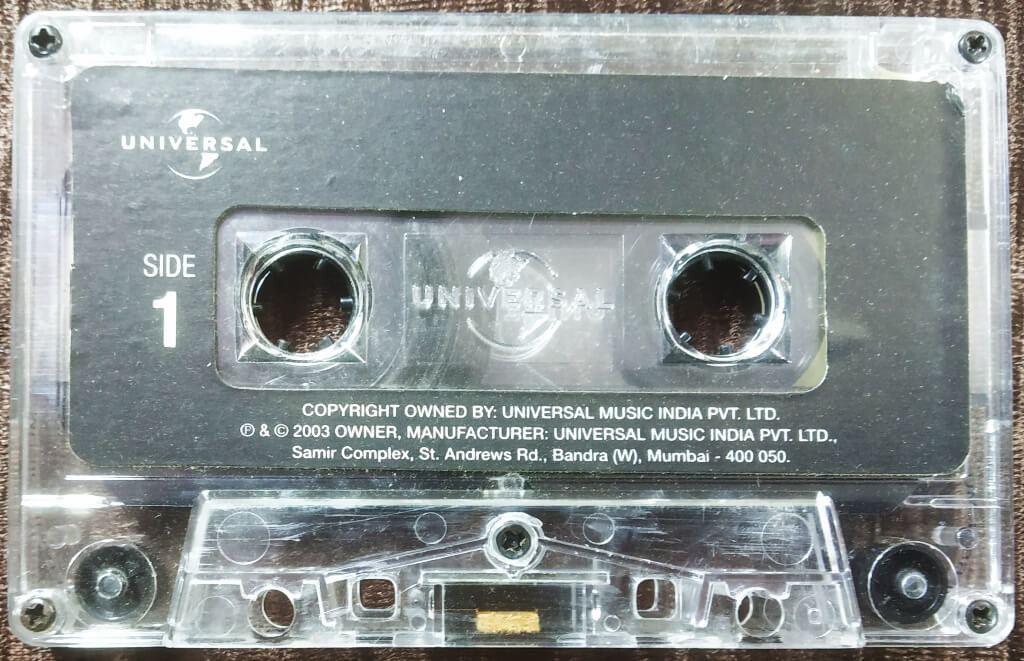 UNIVERSAL
SIDE
1
UNIVERSAL
COPYRIGHT OWNED BY: UNIVERSAL MUSIC INDIA PVT. LTD.
℗ & © 2003 OWNER, MANUFACTURER: UNIVERSAL MUSIC INDIA PVT. LTD.,
Samir Complex, St. Andrews Rd., Bandra (W), Mumbai - 400 050.